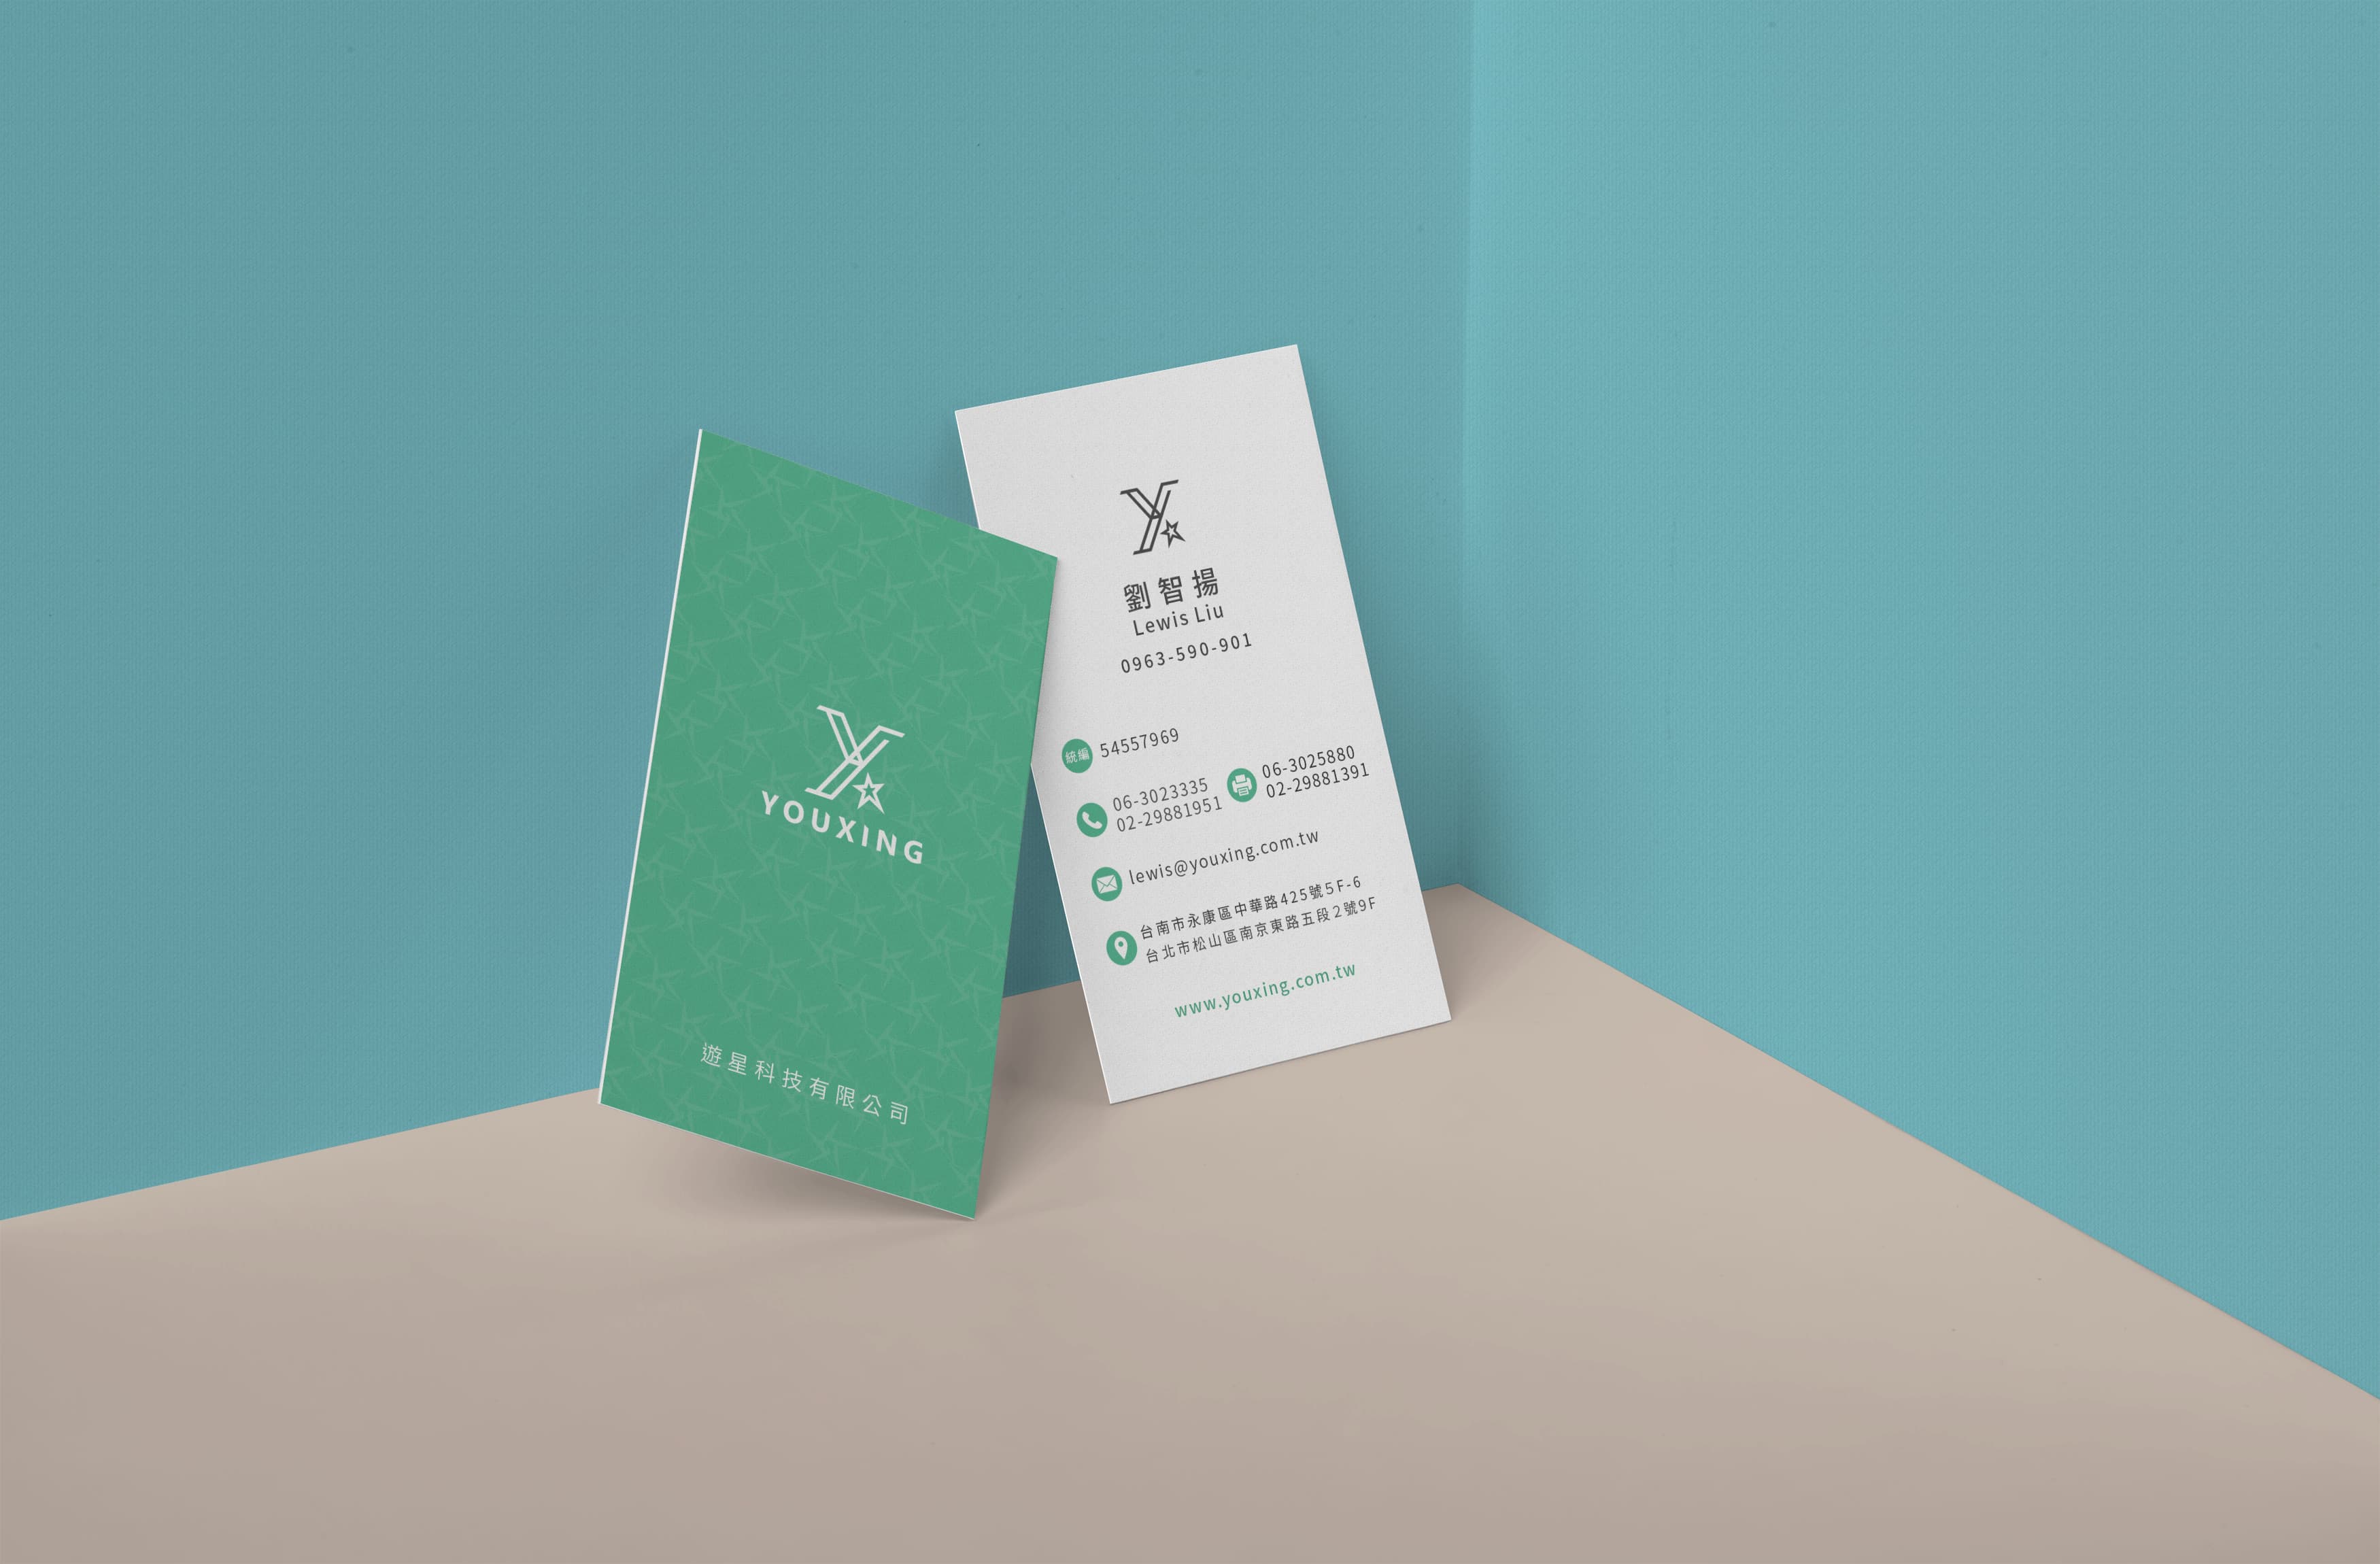 YOUXING
遊星科技有限公司
劉智揚
Lewis Liu
0963-590-901
統編 54557969
06-3023335
02-29881951
06-3025880
02-29881391
lewis@youxing.com.tw
台南市永康區中華路425號5F-6
台北市松山區南京東路五段2號9F
www.youxing.com.tw